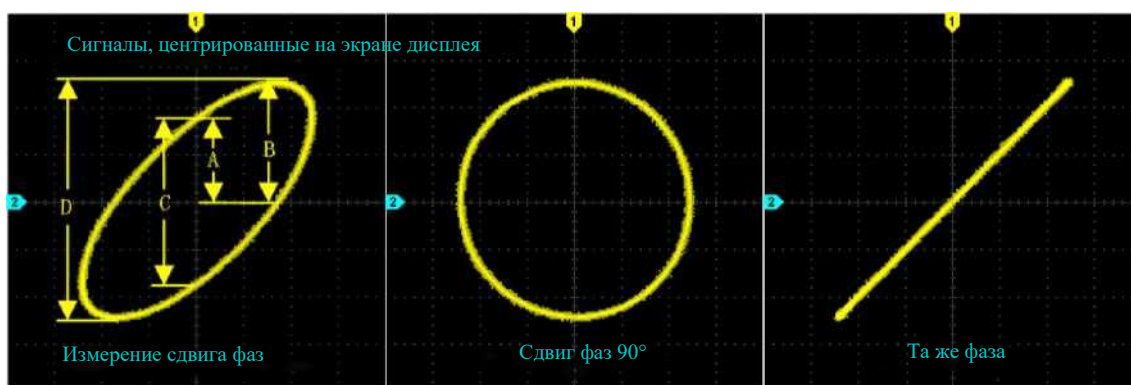 1
1
1
Сигналы, центрированные на экране дисплея
A
B
2
D
C
2
2
Измерение сдвига фаз
Сдвиг фаз 90°
Та же фаза